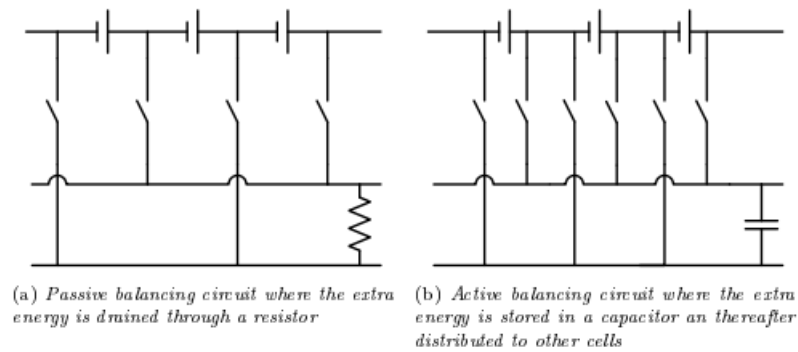 (a) Passive balancing circuit where the extra
energy is drained through a resistor
(b) Active balancing circuit where the extra
energy is stored in a capacitor an thereafter
distributed to other cells